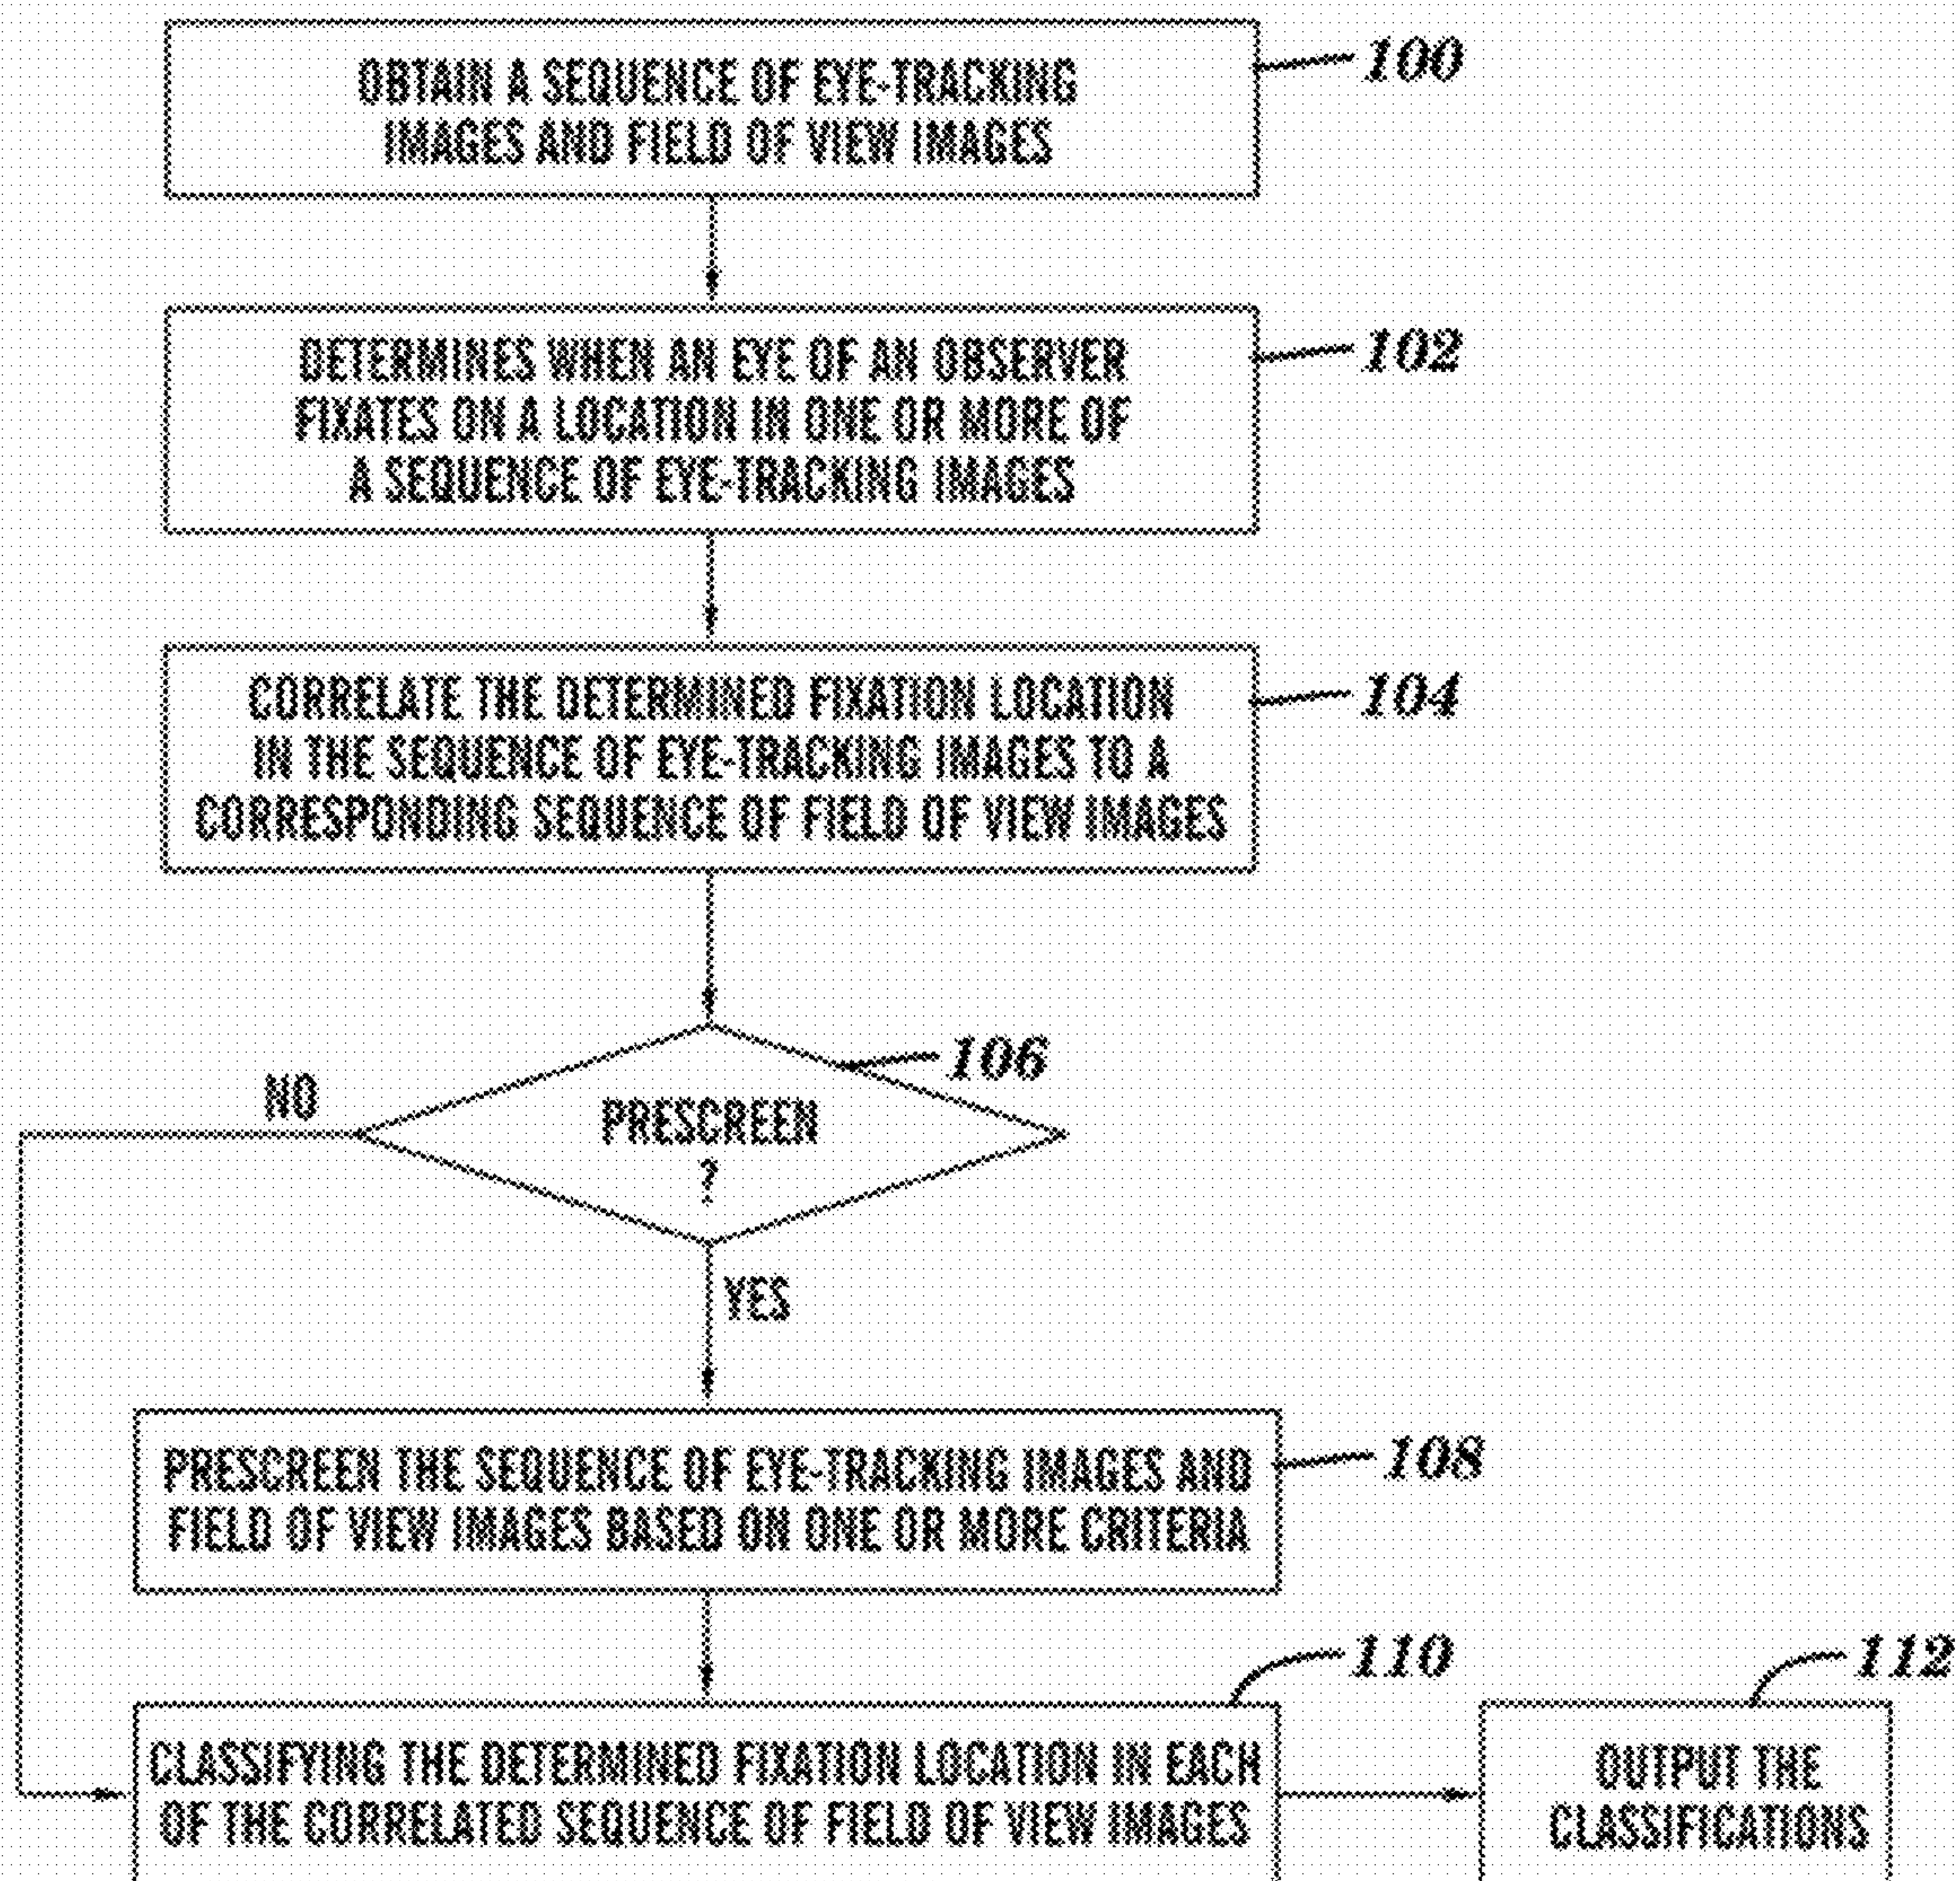 OBTAIN A SEQUENCE OF EYE-TRACKING
IMAGES AND FIELD OF VIEW IMAGES
100
DETERMINES WHEN AN EYE OF AN OBSERVER
FIXATES ON A LOCATION IN ONE OR MORE OF
A SEQUENCE OF EYE-TRACKING IMAGES
102
CORRELATE THE DETERMINED FIXATION LOCATION
IN THE SEQUENCE OF EYE-TRACKING IMAGES TO A
CORRESPONDING SEQUENCE OF FIELD OF VIEW IMAGES
104
106
NO
PRESCREEN
?
YES
PRESCREEN THE SEQUENCE OF EYE-TRACKING IMAGES AND
FIELD OF VIEW IMAGES BASED ON ONE OR MORE CRITERIA
108
110
CLASSIFYING THE DETERMINED FIXATION LOCATION IN EACH
OF THE CORRELATED SEQUENCE OF FIELD OF VIEW IMAGES
112
OUTPUT THE
CLASSIFICATIONS